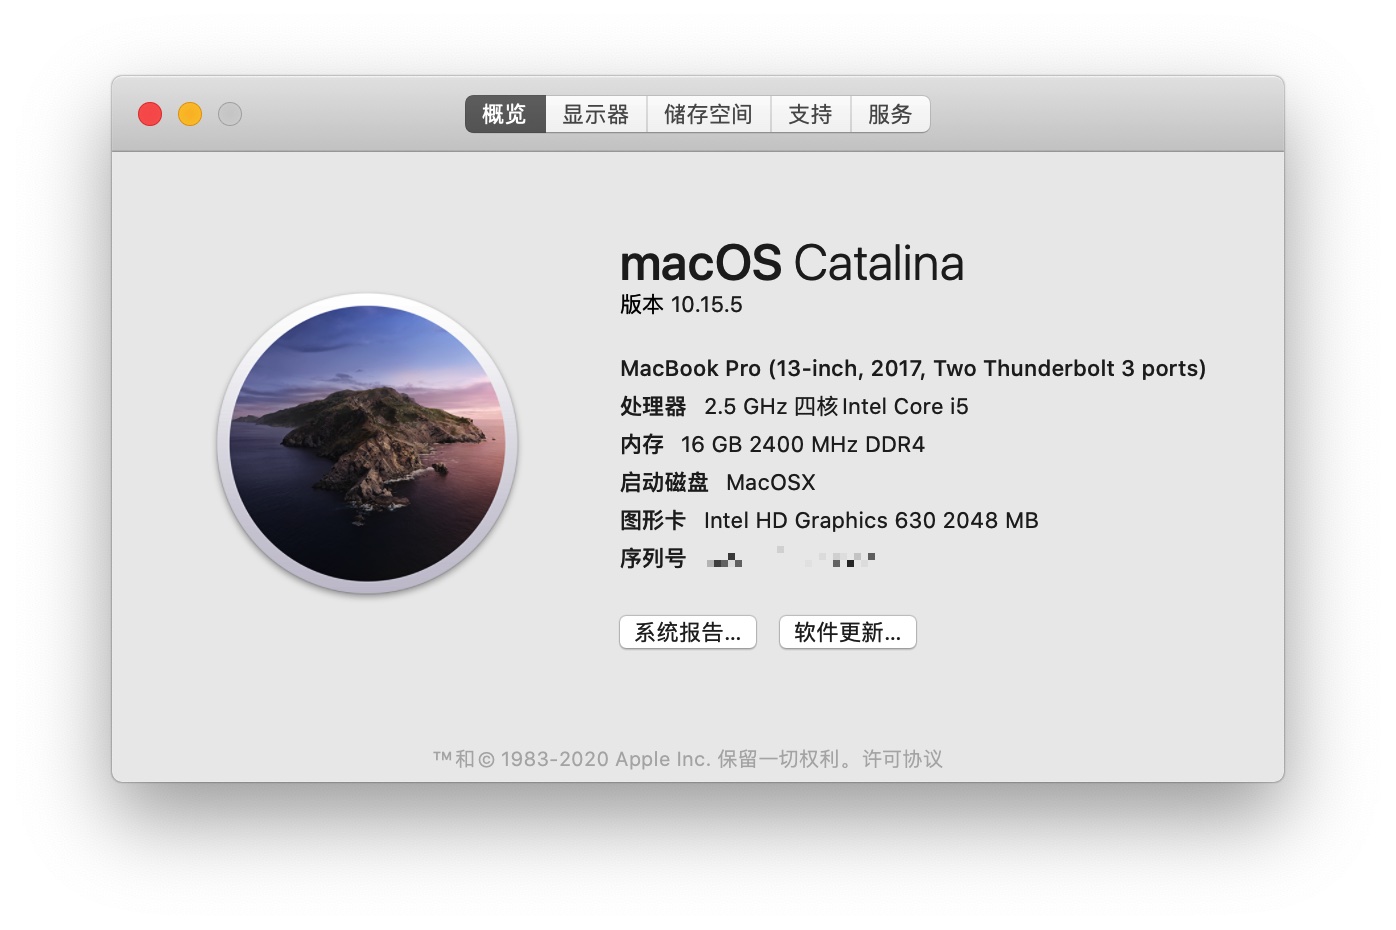 概览 显示器 储存空间 支持 服务
macOS Catalina
版本 10.15.5
MacBook Pro (13-inch, 2017, Two Thunderbolt 3 ports)
处理器 2.5 GHz 四核Intel Core i5
内存 16 GB 2400 MHz DDR4
启动磁盘 MacOSX
图形卡 Intel HD Graphics 630 2048 MB
序列号
系统报告... 软件更新...
™和© 1983-2020 Apple Inc. 保留一切权利。许可协议